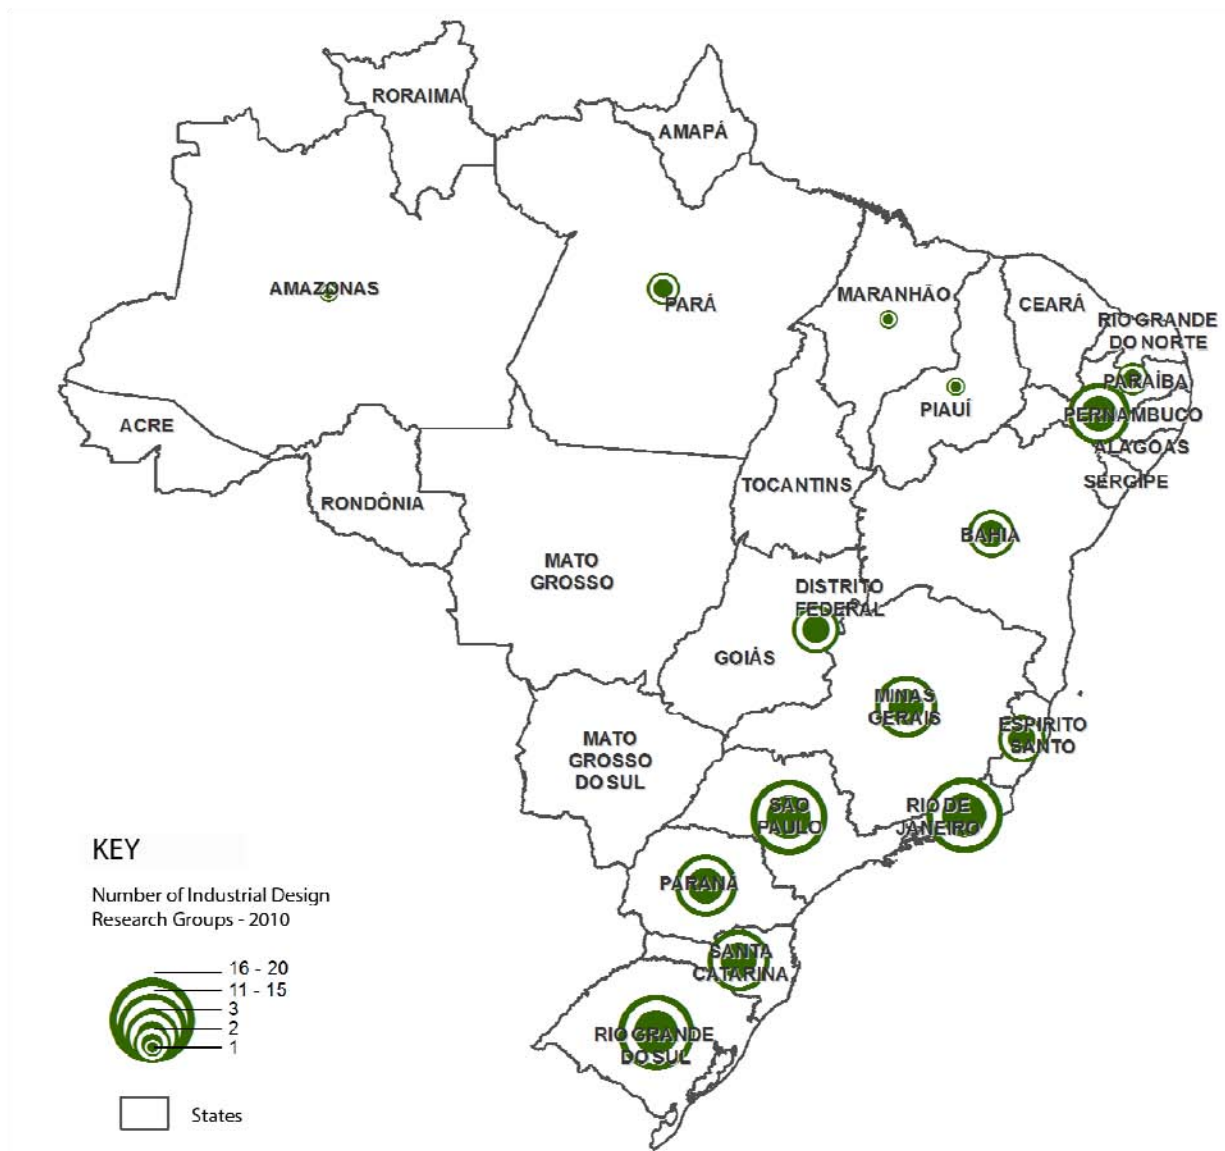 RORAIMA
AMAPÁ
AMAZONAS
PARÁ
MARANHÃO
CEARÁ
RIO GRANDE
DO NORTE
PARAÍBA
PIAUÍ
PERNAMBUCO
ACRE
ALAGOAS
SERGIPE
TOCANTINS
RONDÔNIA
BAHIA
MATO
GROSSO
DISTRITO
FEDERAL
GOIÁS
MINAS
GERAIS
ESPIRITO
SANTO
MATO
GROSSO
DO SUL
SÃO
PAULO
RIO DE
JANEIRO
PARANÁ
SANTA
CATARINA
RIO GRANDE
DO SUL
KEY
Number of Industrial Design
Research Groups - 2010
16 - 20
11 - 15
3
2
1
States